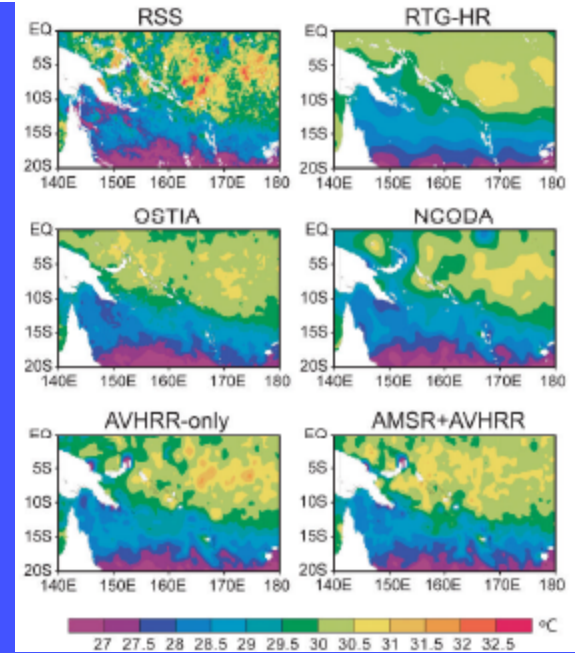 RSS
RTG-HR
EQ
5S
10S
15S
20S
140E 150E 160E 170E 180
EQ
5S
10S
15S
20S
140E 150E 160E 170E 180
OSTIA
NCODA
EQ
5S
10S
15S
20S
140E 150E 160E 170E 180
EQ
5S
10S
15S
20S
140E 150E 160E 170E 180
AVHRR-only
AMSR+AVHRR
EQ
5S
10S
15S
20S
140E 150E 160E 170E 180
EQ
5S
10S
15S
20S
140E 150E 160E 170E 180
27 27.5 28 28.5 29 29.5 30 30.5 31 31.5 32 32.5 ºC